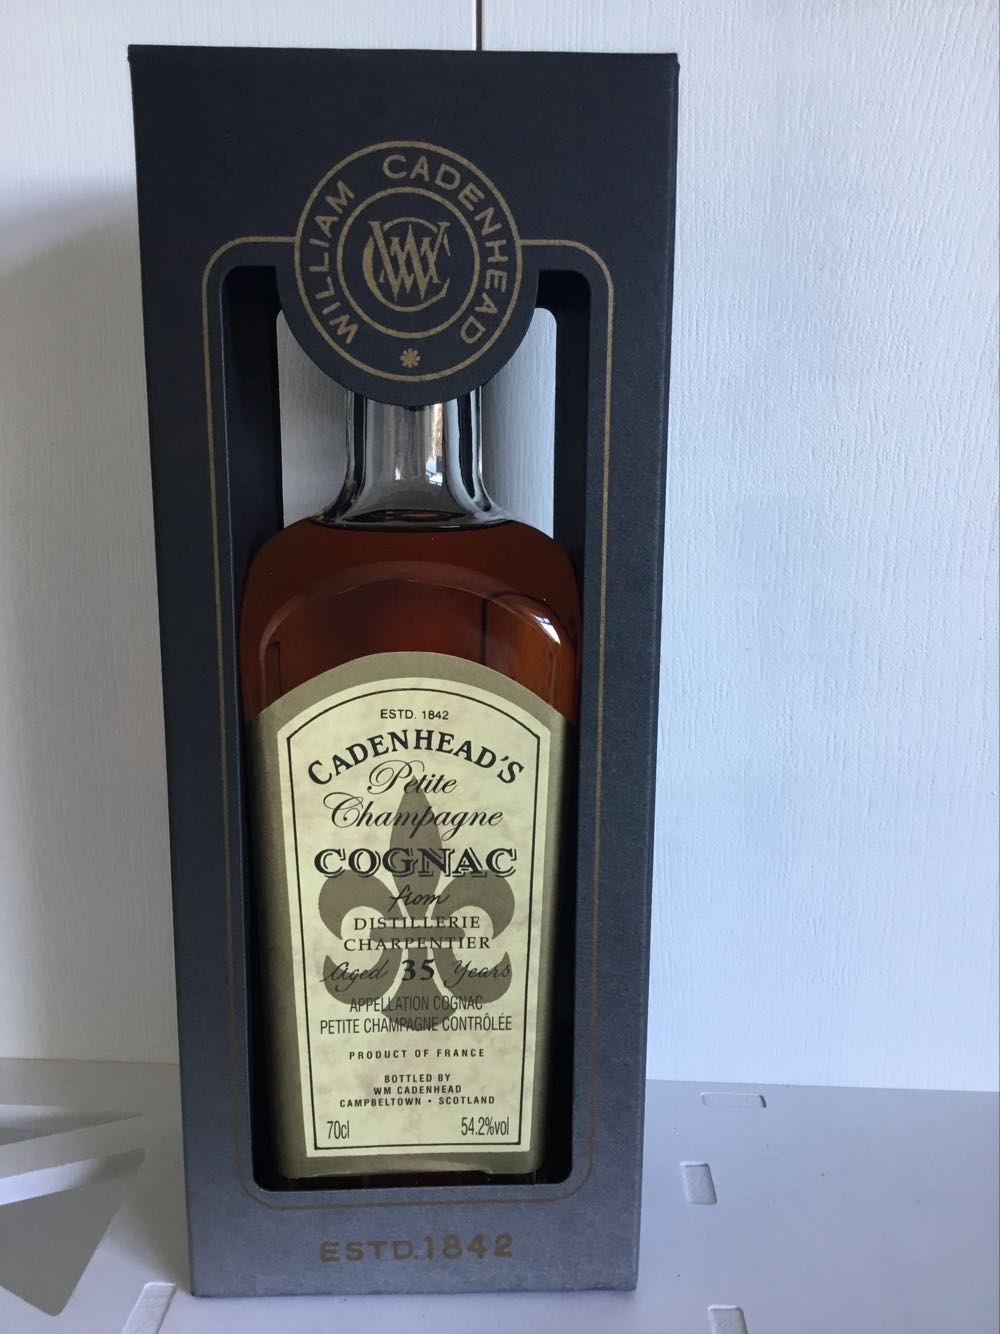 WILLIAM CADENHEAD
WC
ESTD. 1842
CADENHEAD'S
Petite
Champagne
COGNAC
from
DISTILLERIE
CHARPENTIER
Aged 35 Years
APPELLATION COGNAC
PETITE CHAMPAGNE CONTRÔLÉE
PRODUCT OF FRANCE
BOTTLED BY
WM CADENHEAD
CAMPBELTOWN • SCOTLAND
70cl 54.2%vol
ESTD.1842